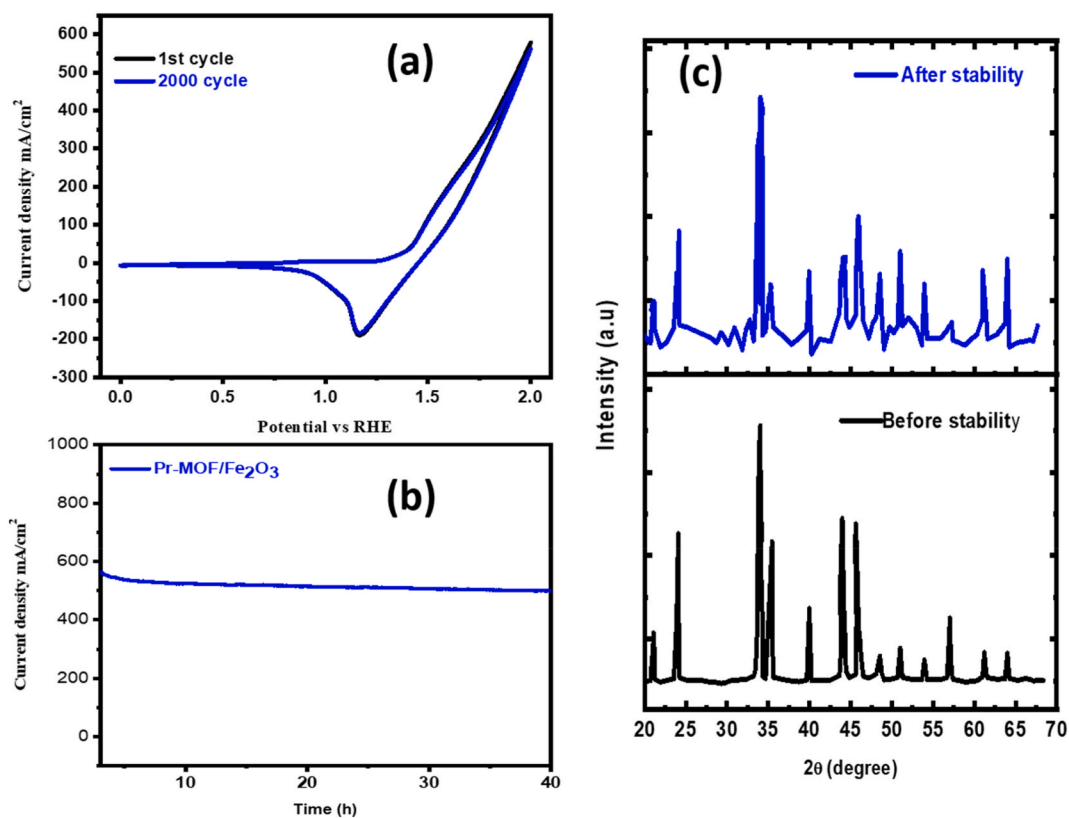 600
500
400
300
200
100
0
-100
-200
-300
Current density mA/cm²
1st cycle
2000 cycle
(a)
0.0 0.5 1.0 1.5 2.0
Potential vs RHE
1000
800
600
400
200
0
Current density mA/cm²
Pr-MOF/Fe₂O₃
(b)
10 20 30 40
Time (h)
(c)
After stability
Intensity (a.u)
Before stability
20 25 30 35 40 45 50 55 60 65 70
2θ (degree)